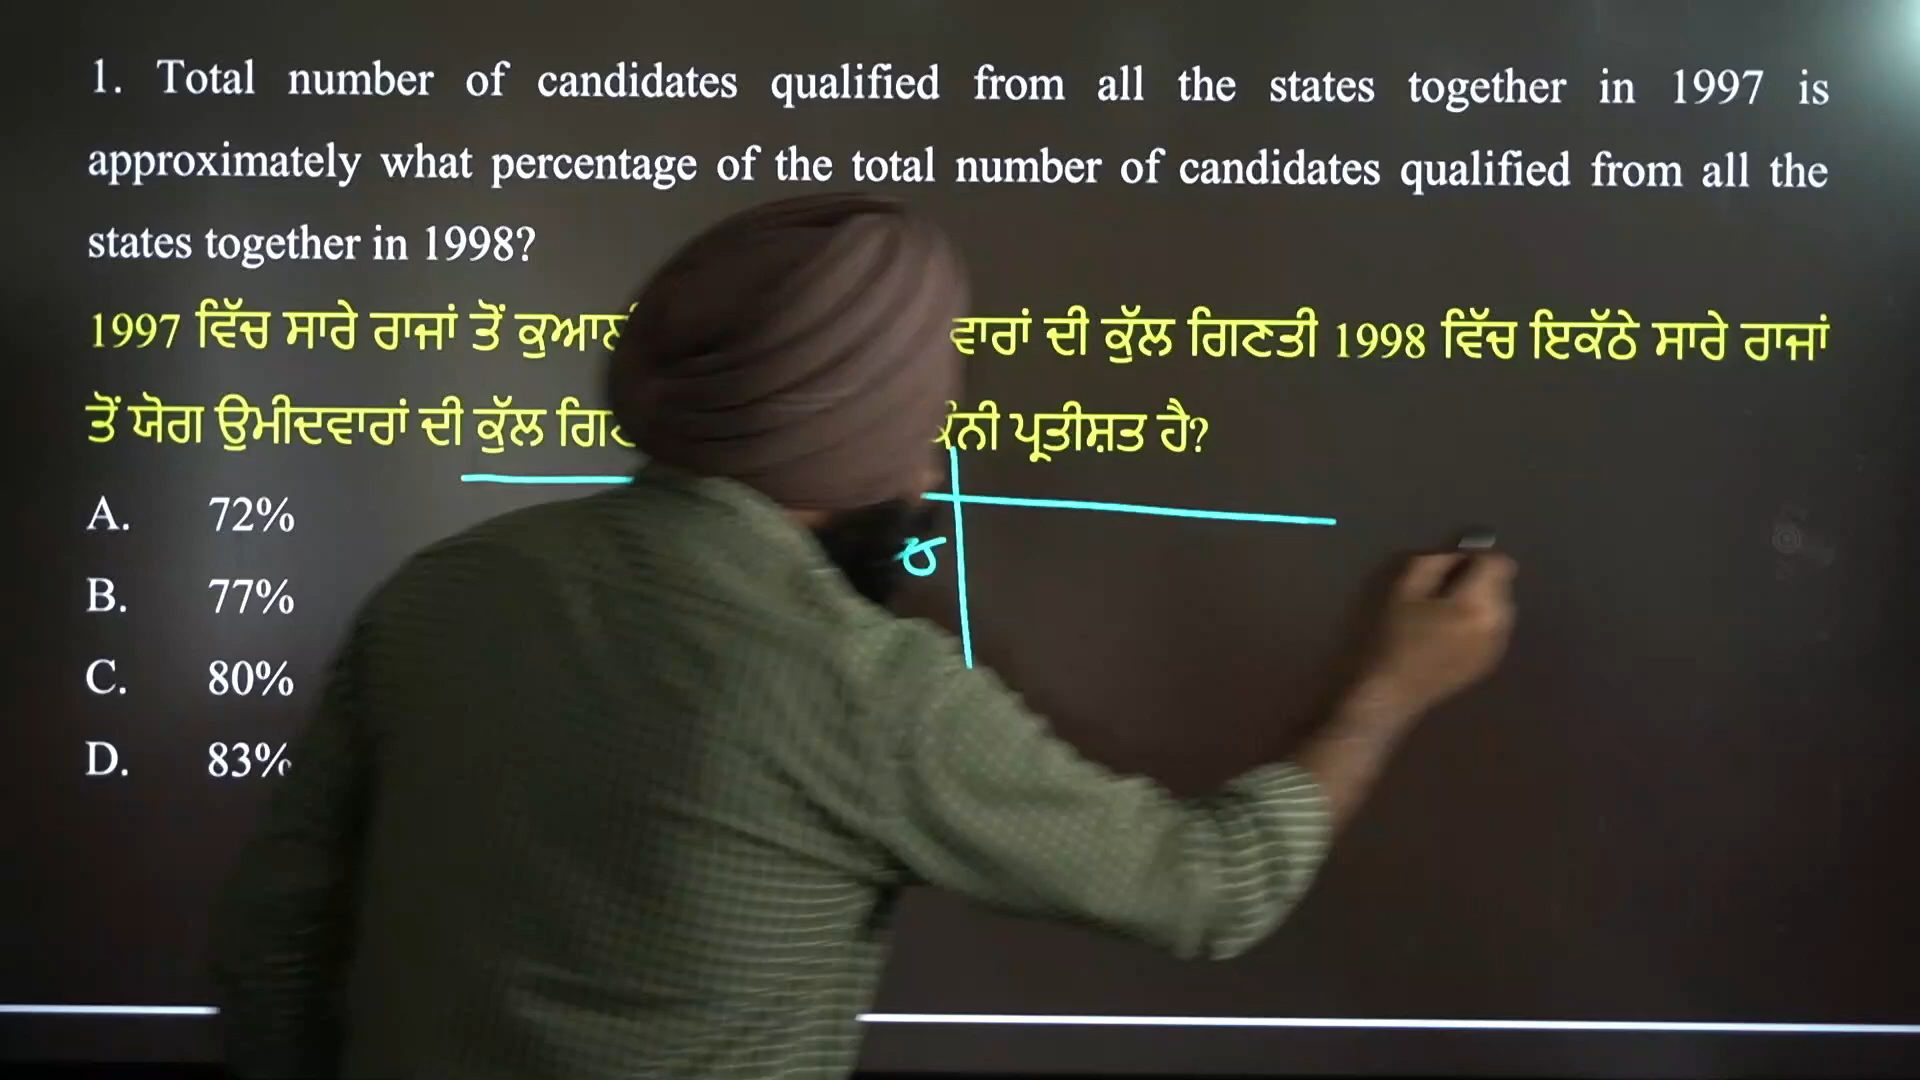 1. Total number of candidates qualified from all the states together in 1997 is
approximately what percentage of the total number of candidates qualified from all the
states together in 1998?
1997 ਵਿੱਚ ਸਾਰੇ ਰਾਜਾਂ ਤੋਂ ਦੀ ਕੁੱਲ ਗਿਣਤੀ 1998 ਵਿੱਚ ਇਕੱਠੇ ਸਾਰੇ ਰਾਜਾਂ
ਤੋਂ ਯੋਗ ਉਮੀਦਵਾਰਾਂ ਦੀ ਕੁੱਲ ਪ੍ਰਤੀਸ਼ਤ ਹੈ?
A. 72%
B. 77%
C. 80%
D. 83%